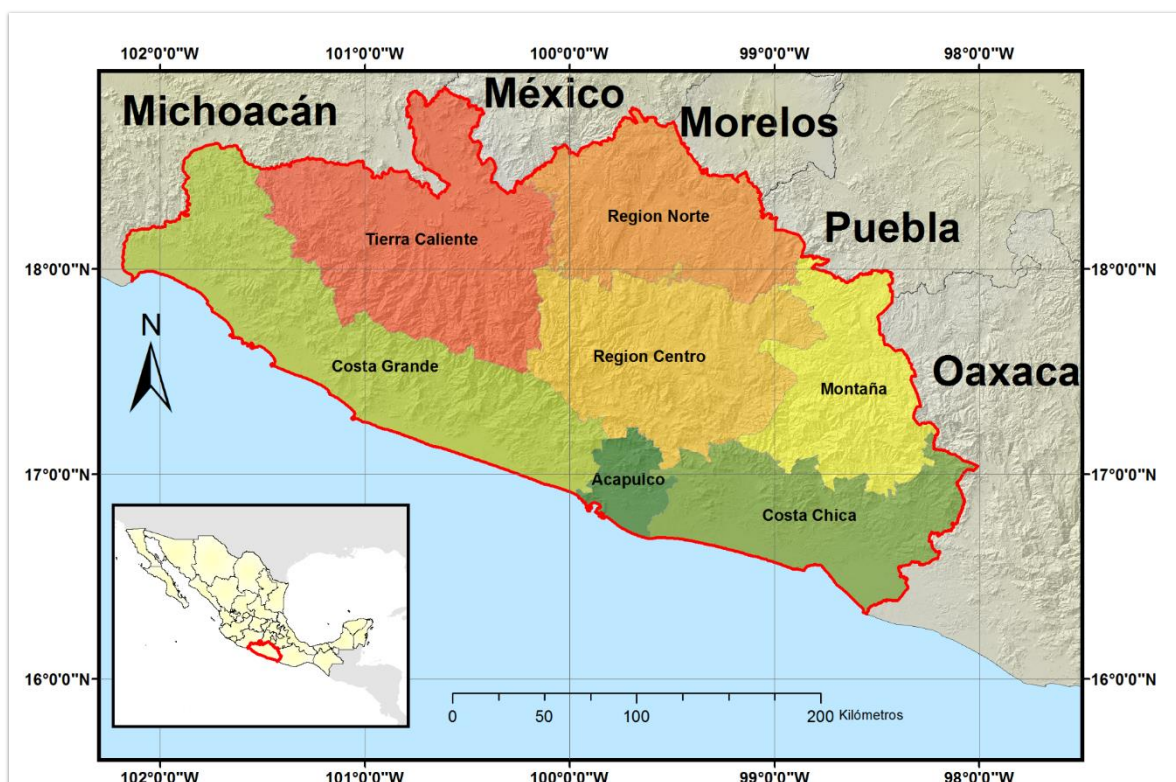 102°0'0"W 101°0'0"W 100°0'0"W 99°0'0"W 98°0'0"W
Michoacán
México
Morelos
Region Norte
Tierra Caliente
Puebla
18°0'0"N
18°0'0"N
N
Region Centro
Costa Grande
Oaxaca
Montaña
17°0'0"N
17°0'0"N
Acapulco
Costa Chica
16°0'0"N
16°0'0"N
0 50 100 200 Kilómetros
102°0'0"W 101°0'0"W 100°0'0"W 99°0'0"W 98°0'0"W